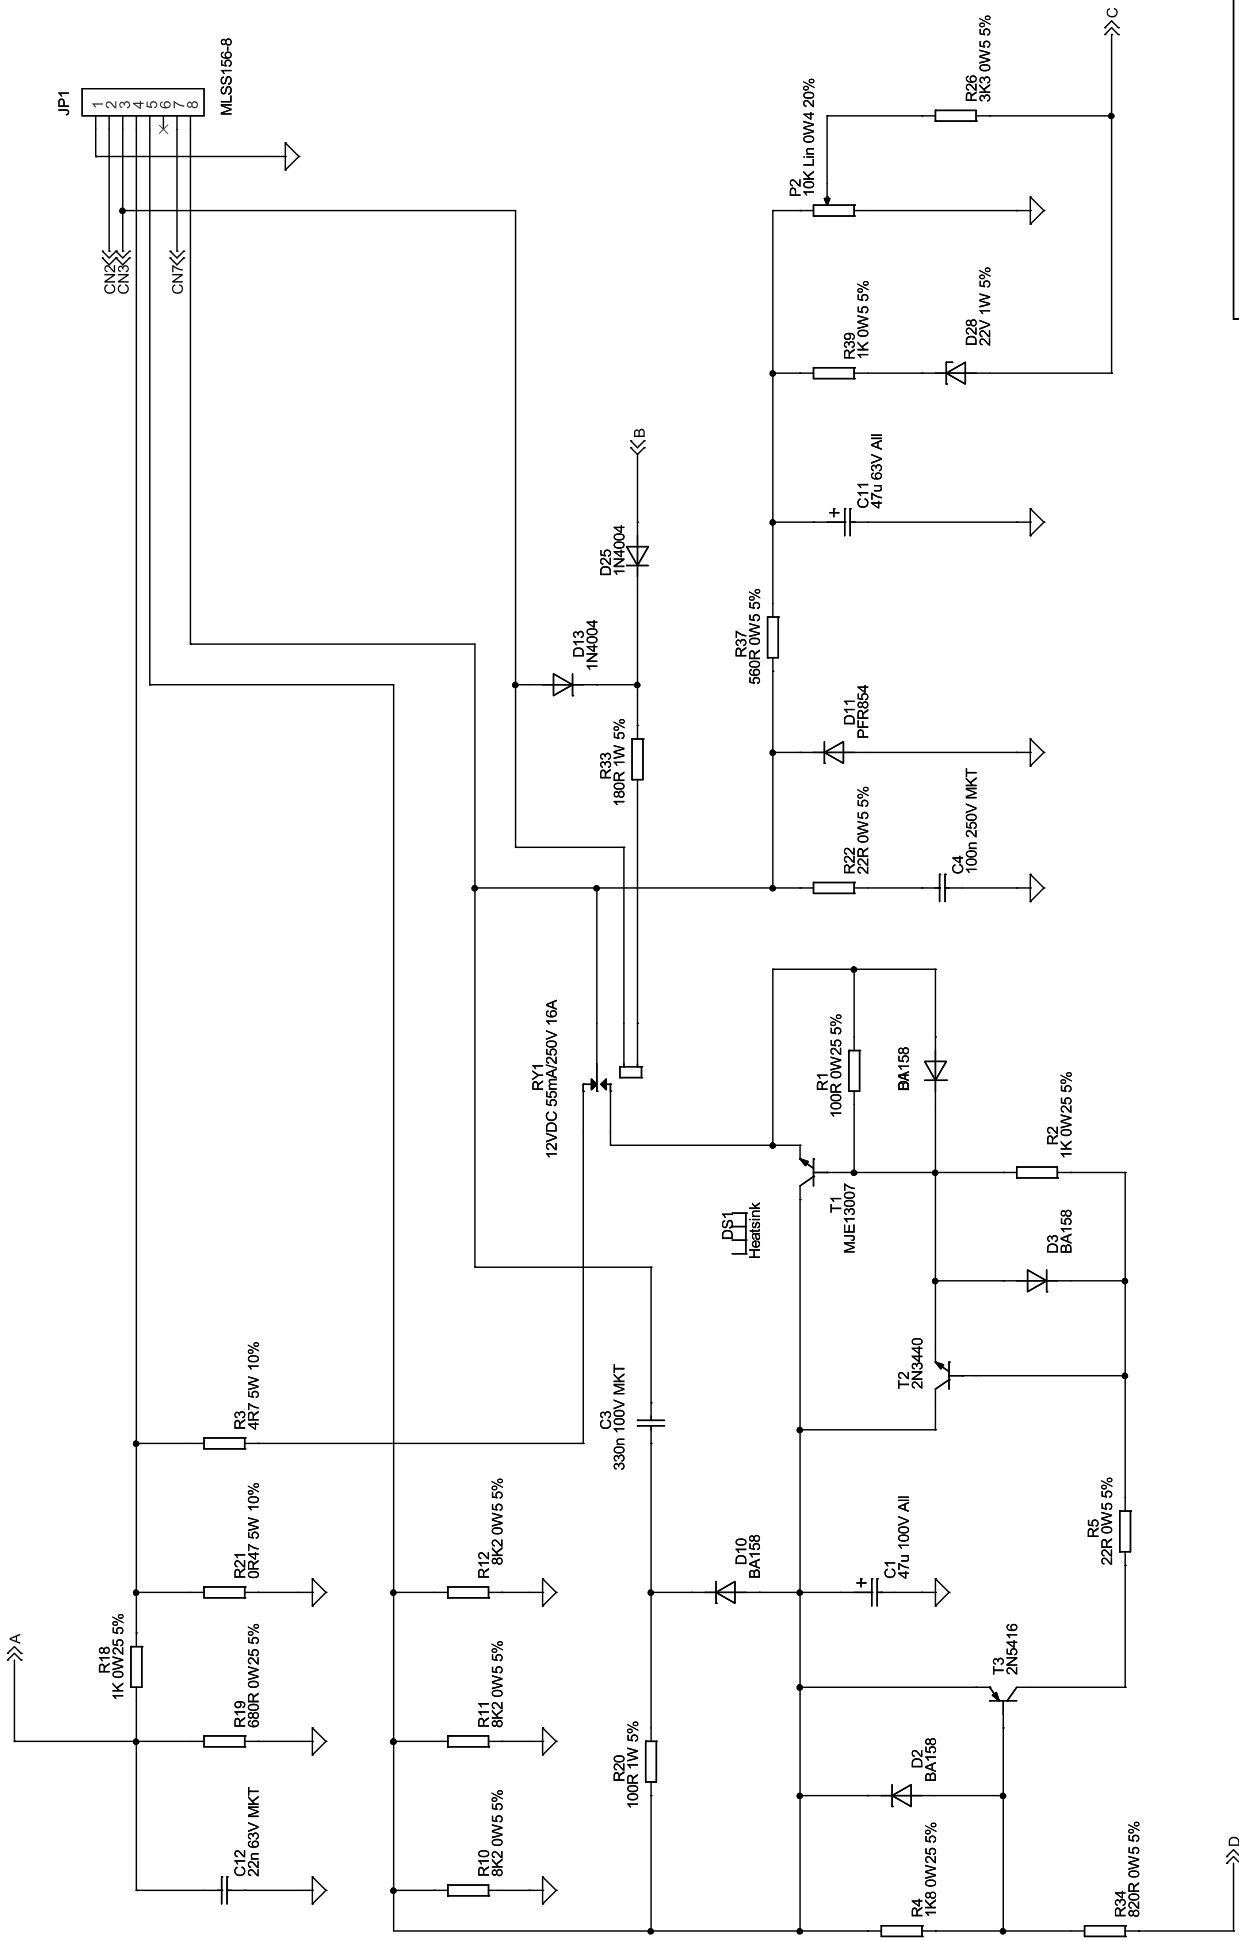 A
JP1
1
2
3
4
5
6
7
8
MLSS156-8
CN2
CN3
CN7
R18
1K 0W25 5%
C12
22n 63V MKT
R19
680R 0W25 5%
R21
0R47 5W 10%
R3
4R7 5W 10%
R10
8K2 0W5 5%
R11
8K2 0W5 5%
R12
8K2 0W5 5%
RY1
12VDC 55mA/250V 16A
D13
1N4004
R20
100R 1W 5%
C3
330n 100V MKT
R33
180R 1W 5%
D25
1N4004
B
D10
BA158
DS1
Heatsink
R37
560R 0W5 5%
P2
10K Lin 0W4 20%
T1
MJE13007
R1
100R 0W25 5%
R22
22R 0W5 5%
D11
PFR854
C11
47u 63V All
R39
1K 0W5 5%
C1
47u 100V All
T2
2N3440
BA158
D2
BA158
R4
1K8 0W25 5%
C4
100n 250V MKT
D28
22V 1W 5%
R26
3K3 0W5 5%
T3
2N5416
D3
BA158
R2
1K 0W25 5%
R5
22R 0W5 5%
R34
820R 0W5 5%
C
D